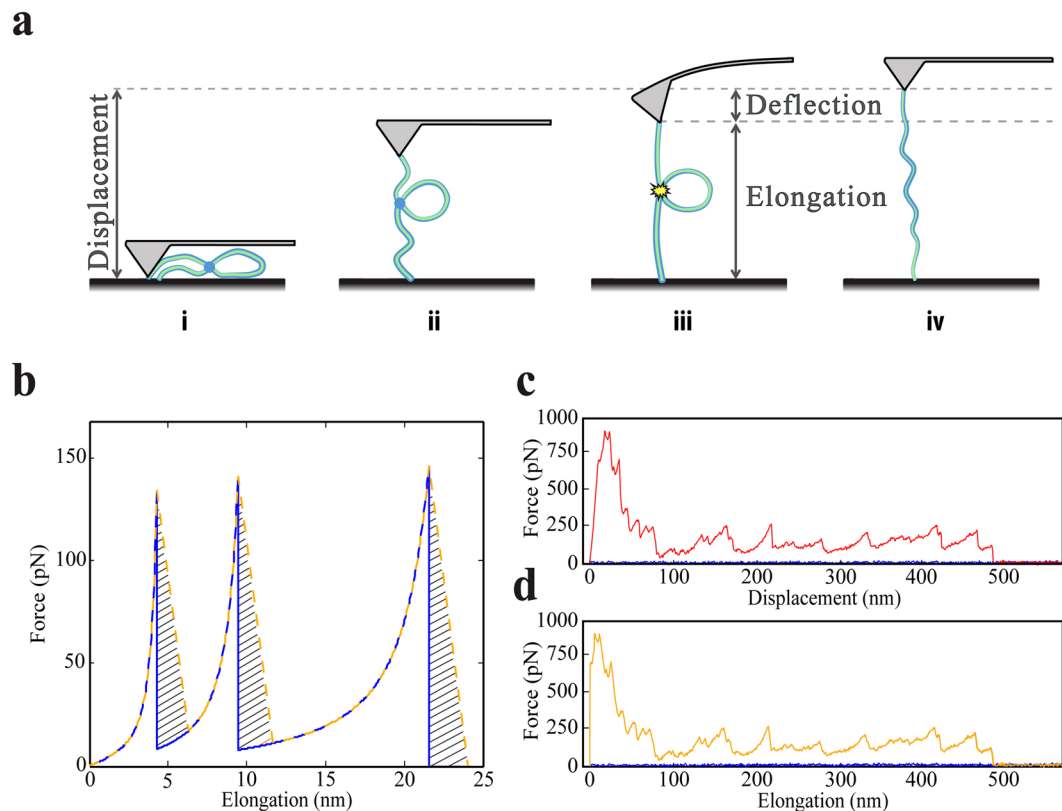 a
Displacement
Deflection
Elongation
i
ii
iii
iv
b
Force (pN)
150
100
50
0
0
5
10
15
20
25
Elongation (nm)
c
Force (pN)
1000
750
500
250
0
0
100
200
300
400
500
Displacement (nm)
d
Force (pN)
1000
750
500
250
0
0
100
200
300
400
500
Elongation (nm)